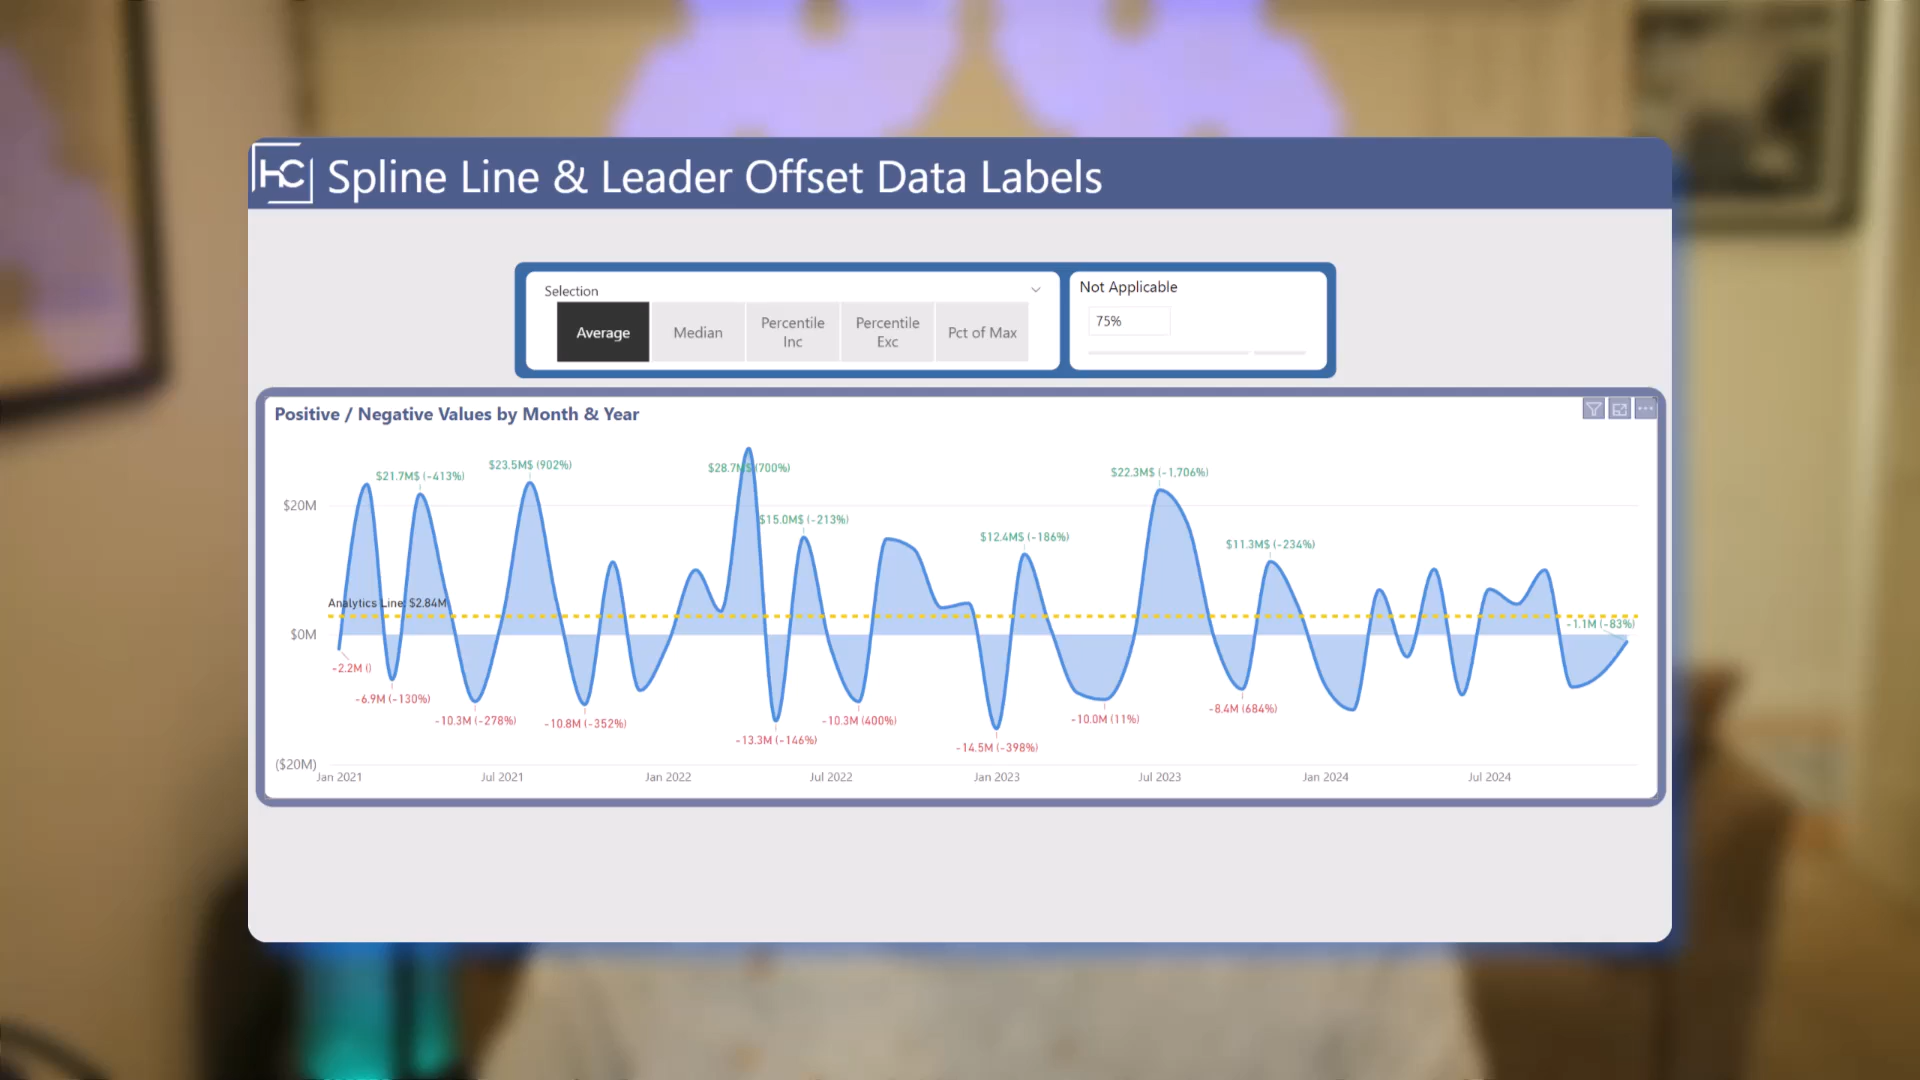 HC Spline Line & Leader Offset Data Labels
Selection
Average
Median
Percentile
Inc
Percentile
Exc
Pct of Max
Not Applicable
75%
Positive / Negative Values by Month & Year
$20M
$0M
($20M)
$21.7M$ (-413%)
$23.5M$ (902%)
$28.7M$ (700%)
$15.0M$ (-213%)
$12.4M$ (-186%)
$22.3M$ (-1,706%)
$11.3M$ (-234%)
Analytics Line: $2.84M
-1.1M (-83%)
-2.2M ()
-6.9M (-130%)
-10.3M (-278%)
-10.8M (-352%)
-13.3M (-146%)
-10.3M (400%)
-14.5M (-398%)
-10.0M (11%)
-8.4M (684%)
Jan 2021
Jul 2021
Jan 2022
Jul 2022
Jan 2023
Jul 2023
Jan 2024
Jul 2024